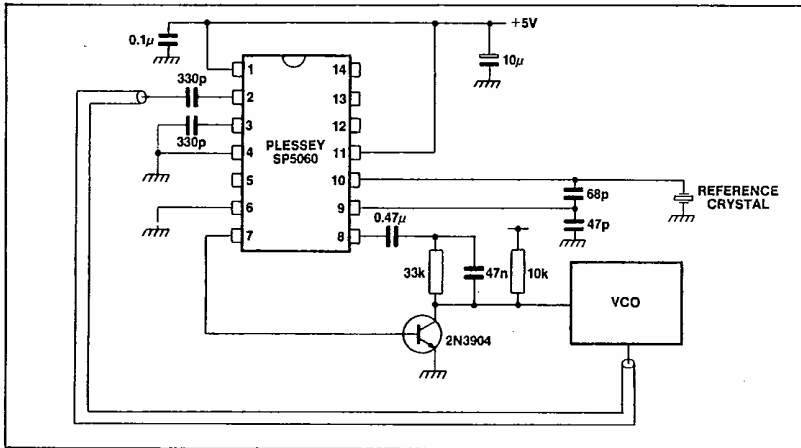 +5V
0.1μ
10μ
330p
1
14
2
13
3
12
330p
PLESSEY
SP5060
4
11
5
10
68p
REFERENCE
CRYSTAL
6
9
47p
0.47μ
7
8
33k
47n
10k
VCO
2N3904